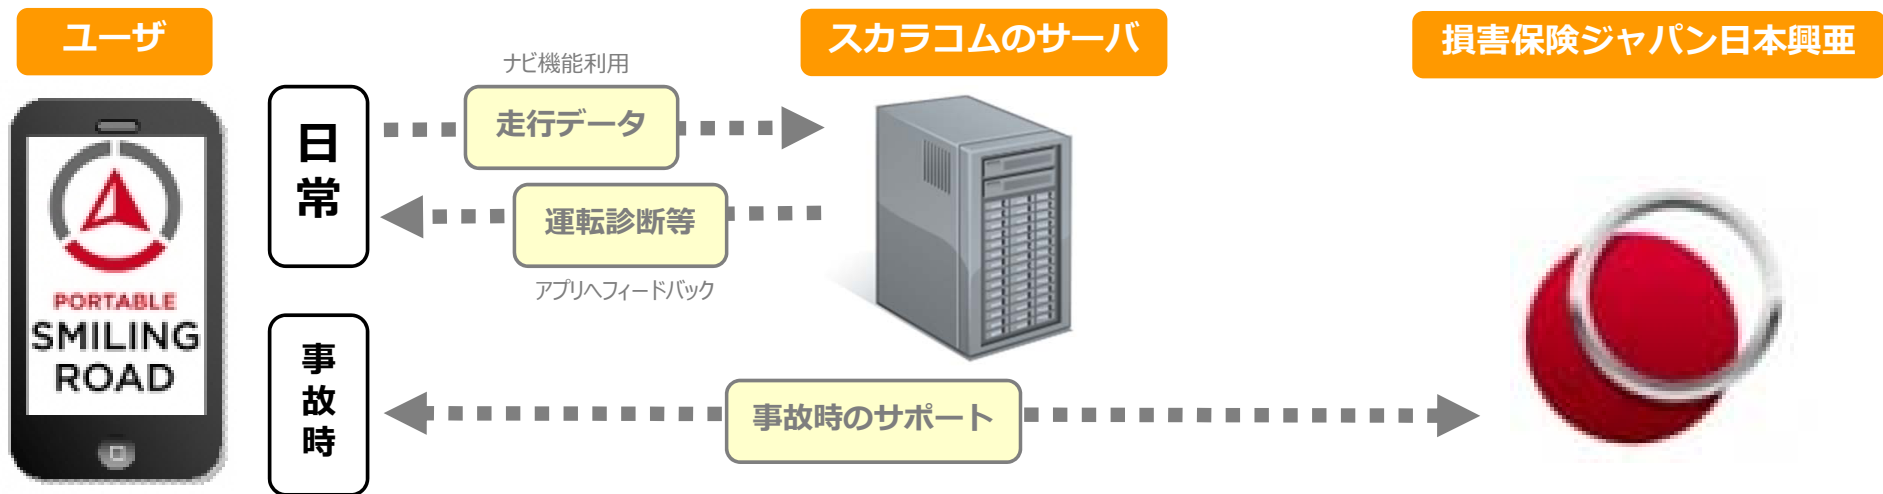 ユーザ
スカラコムのサーバ
損害保険ジャパン日本興亜
PORTABLE
SMILING
ROAD
日常
ナビ機能利用
走行データ
運転診断等
アプリへフィードバック
事故時
事故時のサポート